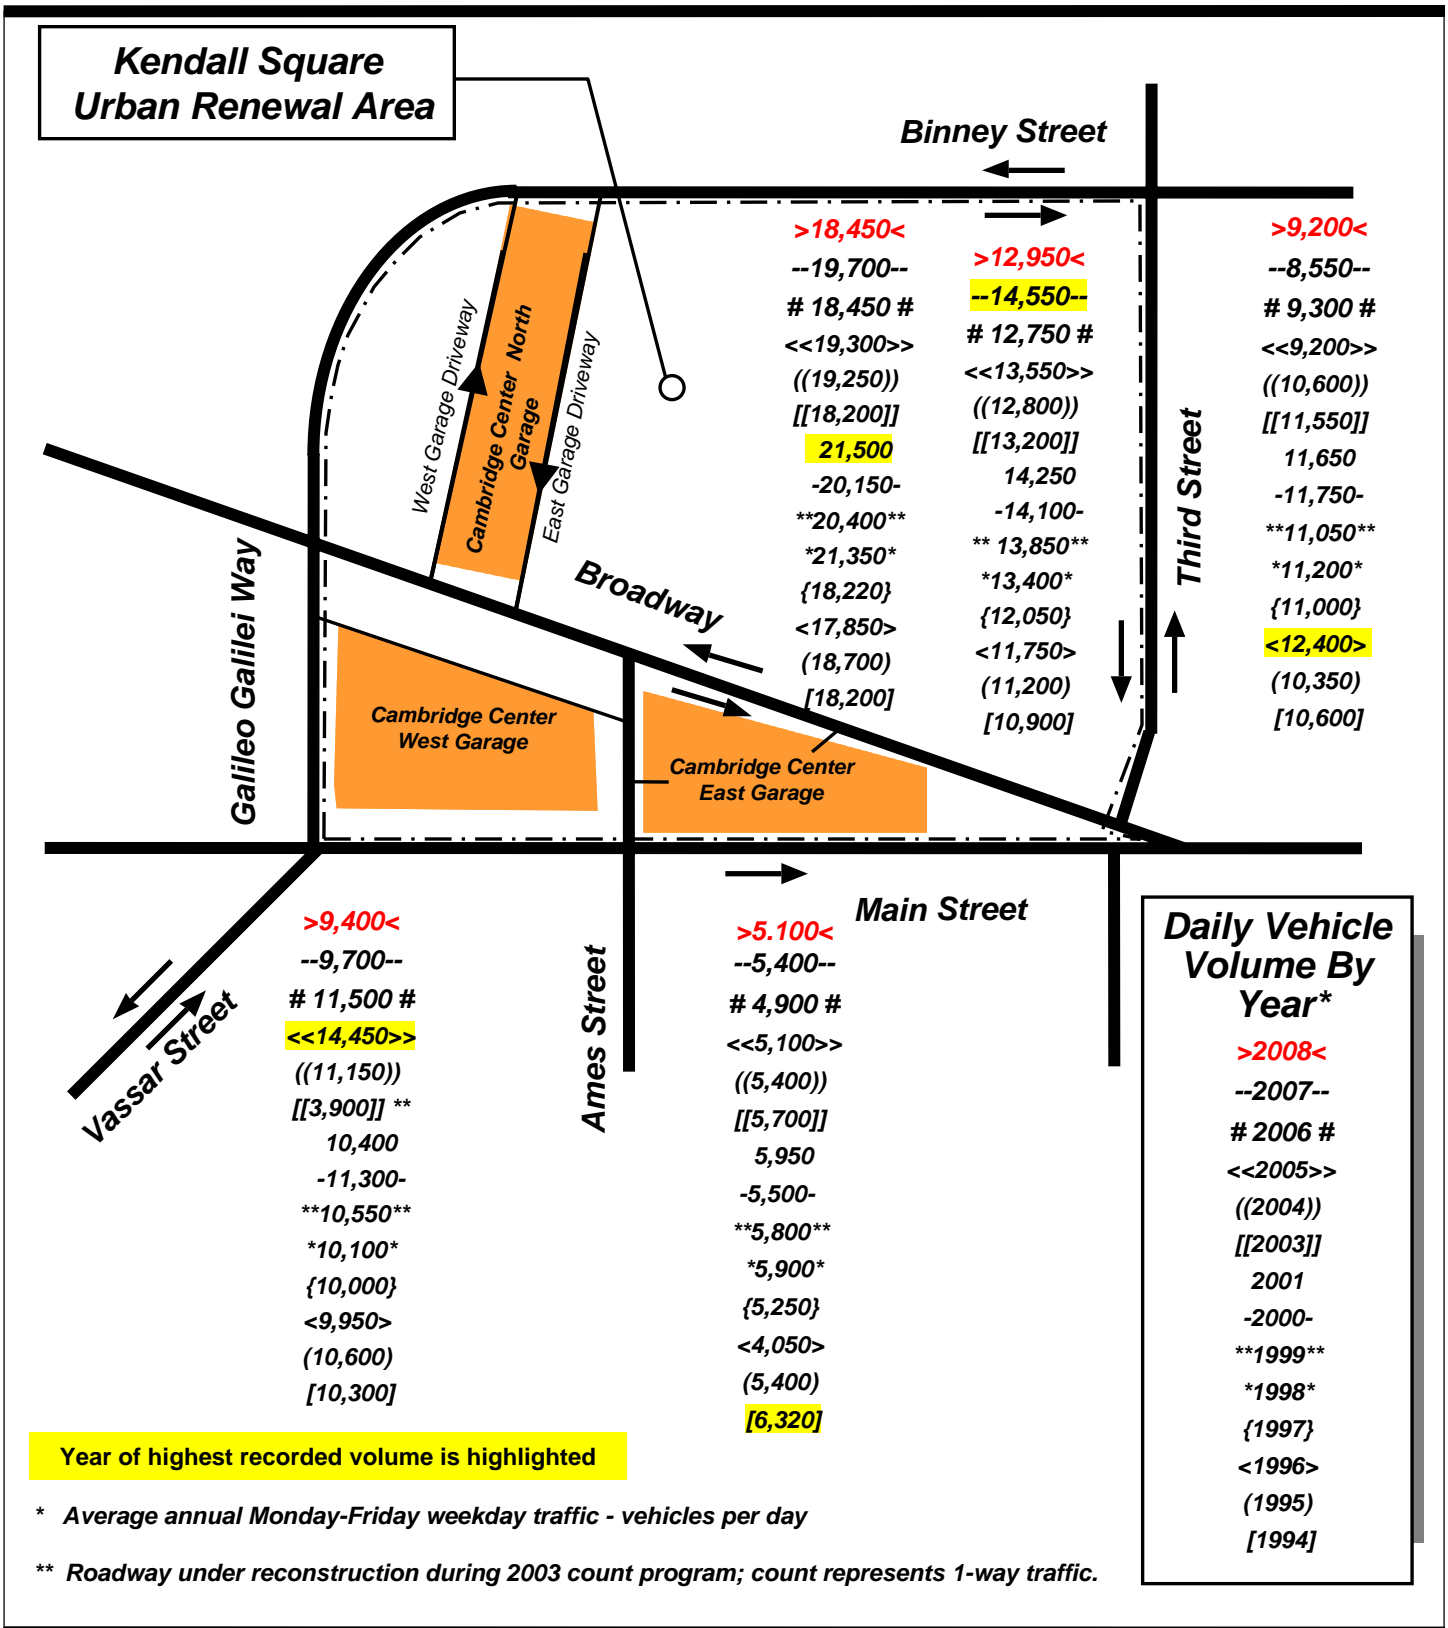 Kendall Square
Urban Renewal Area
Binney Street
>18,450<
--19,700--
# 18,450 #
<<19,300>>
((19,250))
[[18,200]]
21,500
-20,150-
**20,400**
*21,350*
{18,220}
<17,850>
(18,700)
[18,200]
>12,950<
--14,550--
# 12,750 #
<<13,550>>
((12,800))
[[13,200]]
14,250
-14,100-
** 13,850**
*13,400*
{12,050}
<11,750>
(11,200)
[10,900]
>9,200<
--8,550--
# 9,300 #
<<9,200>>
((10,600))
[[11,550]]
11,650
-11,750-
**11,050**
*11,200*
{11,000}
<12,400>
(10,350)
[10,600]
West Garage Driveway
Cambridge Center North
Garage
East Garage Driveway
Third Street
Broadway
Galileo Galilei Way
Cambridge Center
West Garage
Cambridge Center
East Garage
Main Street
Vassar Street
Ames Street
>9,400<
--9,700--
# 11,500 #
<<14,450>>
((11,150))
[[3,900]] **
10,400
-11,300-
**10,550**
*10,100*
{10,000}
<9,950>
(10,600)
[10,300]
>5.100<
--5,400--
# 4,900 #
<<5,100>>
((5,400))
[[5,700]]
5,950
-5,500-
**5,800**
*5,900*
{5,250}
<4,050>
(5,400)
[6,320]
Daily Vehicle
Volume By
Year*
>2008<
--2007--
# 2006 #
<<2005>>
((2004))
[[2003]]
2001
-2000-
**1999**
*1998*
{1997}
<1996>
(1995)
[1994]
Year of highest recorded volume is highlighted
* Average annual Monday-Friday weekday traffic - vehicles per day
** Roadway under reconstruction during 2003 count program; count represents 1-way traffic.